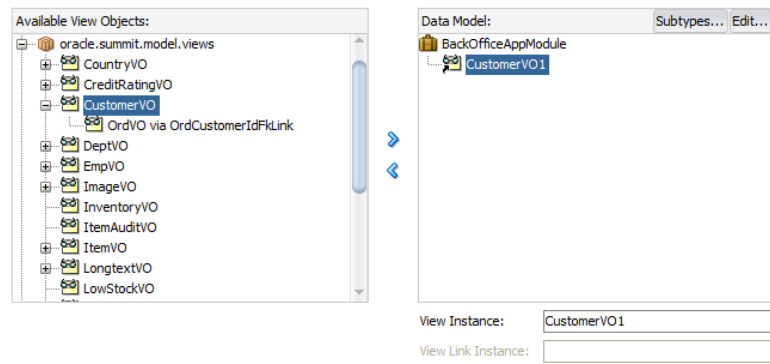 Available View Objects:
oracle.summit.model.views
CountryVO
CreditRatingVO
CustomerVO
OrdVO via OrdCustomerIdFkLink
DeptVO
EmpVO
ImageVO
InventoryVO
ItemAuditVO
ItemVO
LongtextVO
LowStockVO
Data Model:
Subtypes... Edit...
BackOfficeAppModule
CustomerVO1
View Instance: CustomerVO1
View Link Instance: